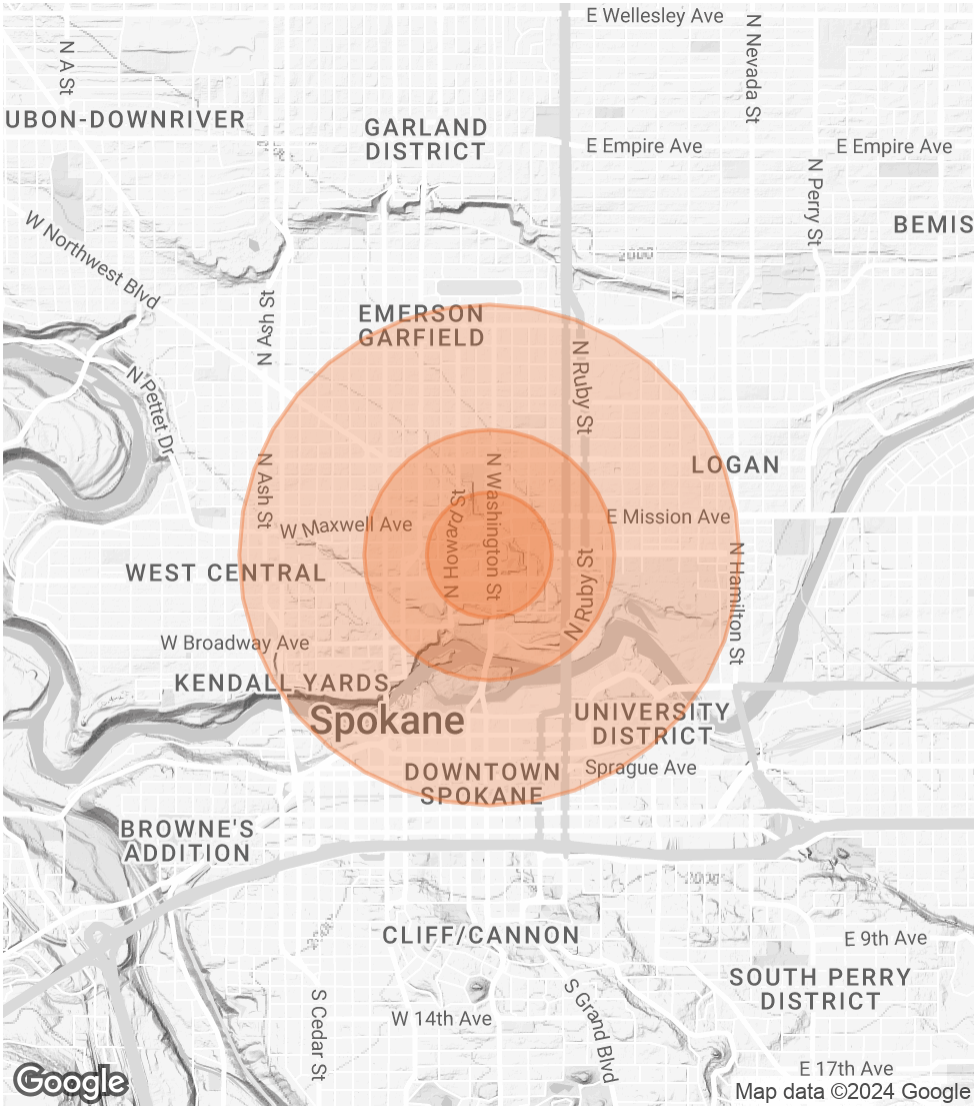 E Wellesley Ave
N A St
N Nevada St
UBON-DOWNRIVER
GARLAND
DISTRICT
E Empire Ave
E Empire Ave
N Perry St
BEMIS
W Northwest Blvd
N Ash St
EMERSON
GARFIELD
N Ruby St
N Pettet Dr
N Ash St
N Washington St
LOGAN
N Howard St
W Maxwell Ave
E Mission Ave
WEST CENTRAL
N Ruby St
N Hamilton St
W Broadway Ave
KENDALL YARDS
Spokane
UNIVERSITY
DISTRICT
DOWNTOWN
SPOKANE
Sprague Ave
BROWNE'S
ADDITION
CLIFF/CANNON
E 9th Ave
SOUTH PERRY
DISTRICT
S Cedar St
W 14th Ave
S Grand Blvd
E 17th Ave
Google
Map data ©2024 Google